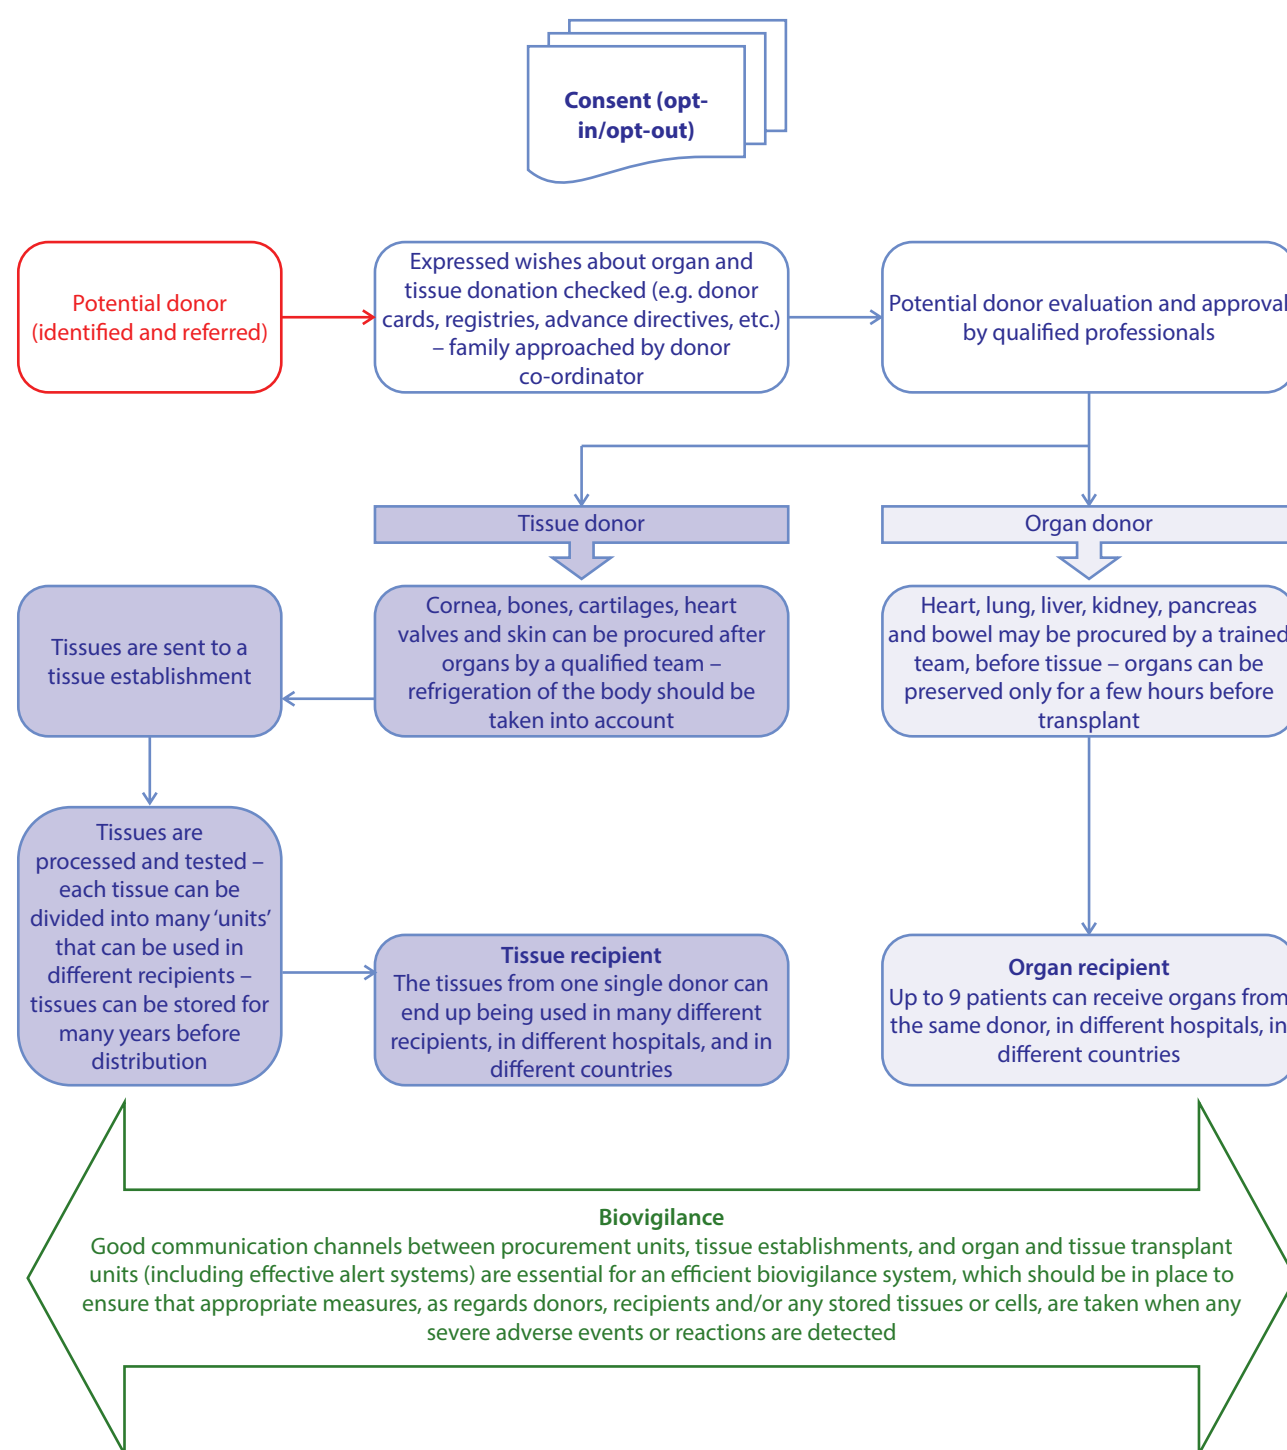 Consent (opt-
in/opt-out)
Potential donor
(identified and referred)
Expressed wishes about organ and
tissue donation checked (e.g. donor
cards, registries, advance directives, etc.)
– family approached by donor
co-ordinator
Potential donor evaluation and approval
by qualified professionals
Tissue donor
Organ donor
Tissues are sent to a
tissue establishment
Cornea, bones, cartilages, heart
valves and skin can be procured after
organs by a qualified team –
refrigeration of the body should be
taken into account
Heart, lung, liver, kidney, pancreas
and bowel may be procured by a trained
team, before tissue – organs can be
preserved only for a few hours before
transplant
Tissues are
processed and tested –
each tissue can be
divided into many ‘units’
that can be used in
different recipients –
tissues can be stored for
many years before
distribution
Tissue recipient
The tissues from one single donor can
end up being used in many different
recipients, in different hospitals, and in
different countries
Organ recipient
Up to 9 patients can receive organs from
the same donor, in different hospitals, in
different countries
Biovigilance
Good communication channels between procurement units, tissue establishments, and organ and tissue transplant
units (including effective alert systems) are essential for an efficient biovigilance system, which should be in place to
ensure that appropriate measures, as regards donors, recipients and/or any stored tissues or cells, are taken when any
severe adverse events or reactions are detected